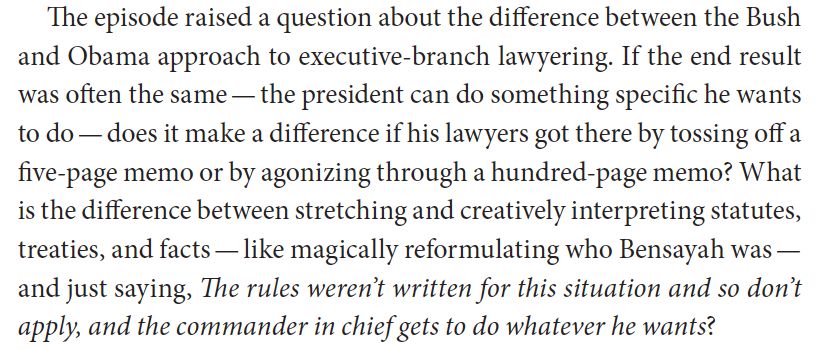 The episode raised a question about the difference between the Bush
and Obama approach to executive-branch lawyering. If the end result
was often the same — the president can do something specific he wants
to do — does it make a difference if his lawyers got there by tossing off a
five-page memo or by agonizing through a hundred-page memo? What
is the difference between stretching and creatively interpreting statutes,
treaties, and facts — like magically reformulating who Bensayah was —
and just saying, The rules weren’t written for this situation and so don’t
apply, and the commander in chief gets to do whatever he wants?